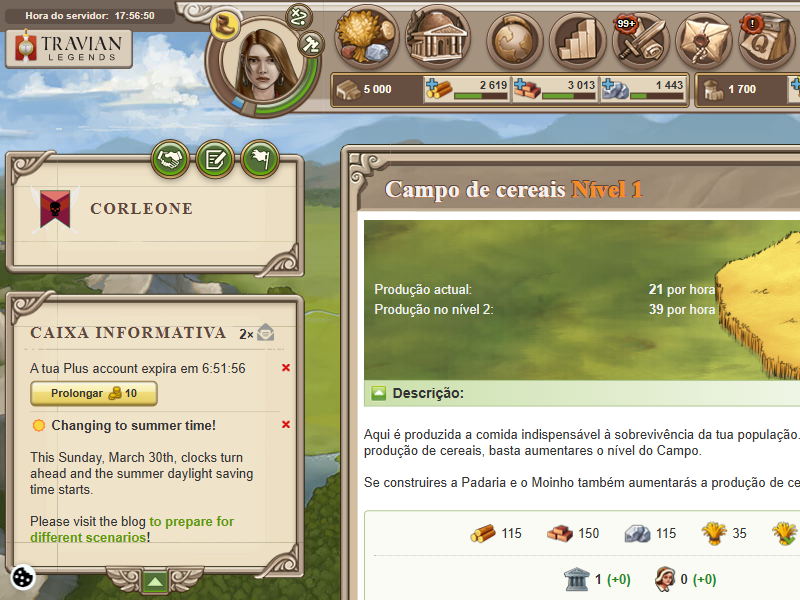 Hora do servidor: 17:56:50
TRAVIAN
LEGENDS
99+
!
5 000
2 619
3 013
1 443
1 700
CORLEONE
Campo de cereais Nível 1
Produção actual: 21 por hora
Produção no nível 2: 39 por hora
CAIXA INFORMATIVA 2×
A tua Plus account expira em 6:51:56
Prolongar 10
Changing to summer time!
This Sunday, March 30th, clocks turn
ahead and the summer daylight saving
time starts.
Please visit the blog to prepare for
different scenarios!
Descrição:
Aqui é produzida a comida indispensável à sobrevivência da tua população.
produção de cereais, basta aumentares o nível do Campo.
Se construires a Padaria e o Moinho também aumentarás a produção de ce
115 150 115 35
1 (+0) 0 (+0)